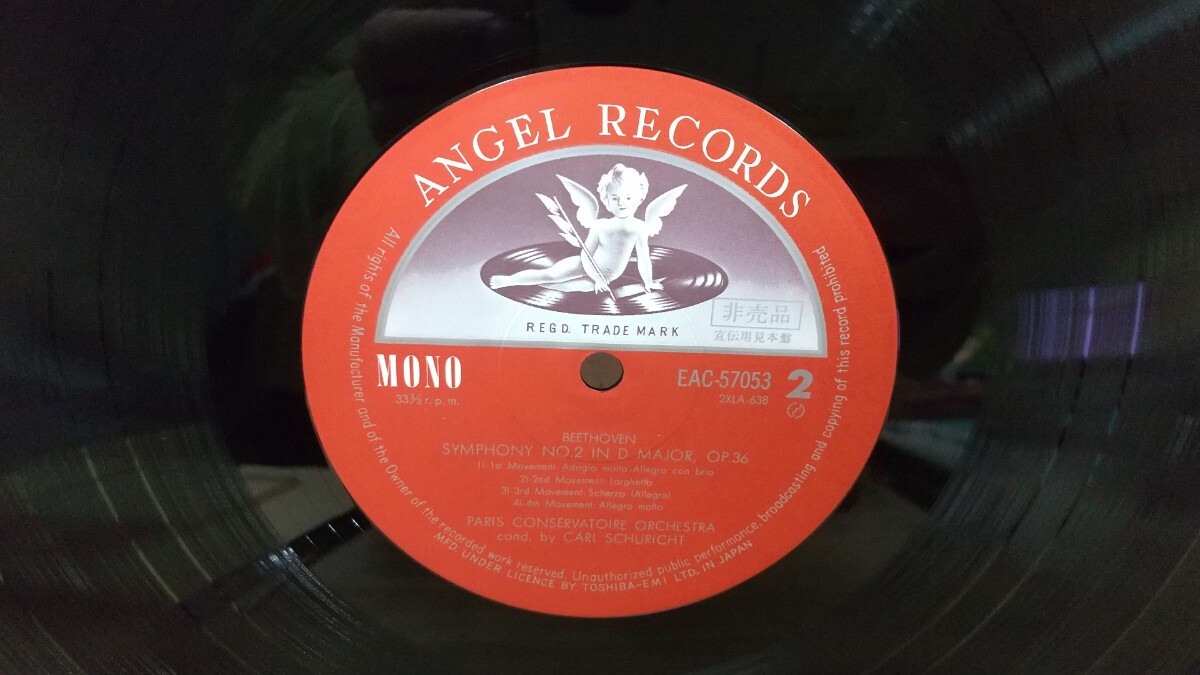 ANGEL RECORDS
REGD. TRADE MARK
非売品
宣伝用見本盤
MONO
33⅓ r.p.m.
EAC-57053 2
2XLA-638
BEETHOVEN
SYMPHONY NO.2 IN D MAJOR, OP.36
1)-1st Movement: Adagio molto-Allegro con brio
2)-2nd Movement: Larghetto
3)-3rd Movement: Scherzo (Allegro)
4)-4th Movement: Allegro molto
PARIS CONSERVATOIRE ORCHESTRA
cond. by CARL SCHURICHT
All rights of the Manufacturer and of the Owner of the recorded work reserved. Unauthorized public performance, broadcasting and copying of this record prohibited
MFD. UNDER LICENCE BY TOSHIBA-EMI LTD. IN JAPAN